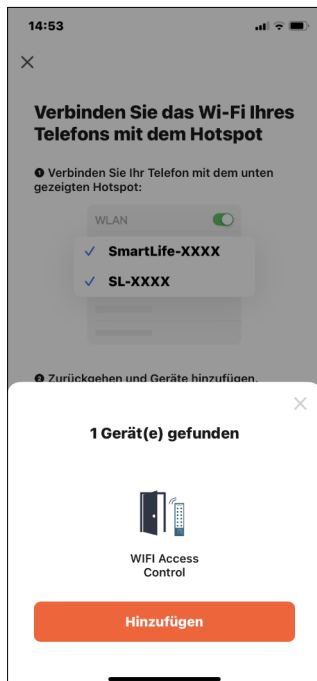 14:53
Verbinden Sie das Wi-Fi Ihres
Telefons mit dem Hotspot
❶ Verbinden Sie Ihr Telefon mit dem unten
gezeigten Hotspot:
WLAN
✓ SmartLife-XXXX
✓ SL-XXXX
❷ Zurückgehen und Geräte hinzufügen.
1 Gerät(e) gefunden
WIFI Access
Control
Hinzufügen